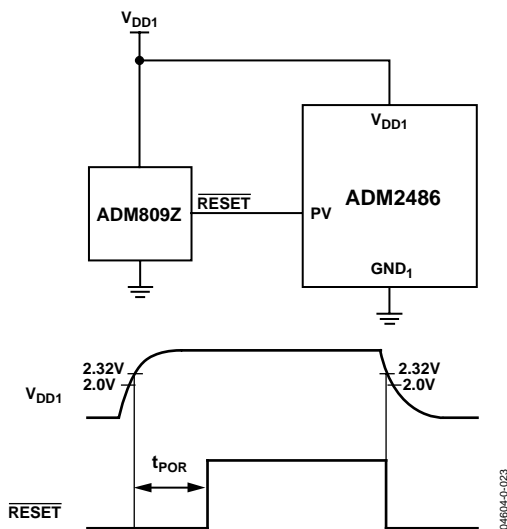 VDD1
VDD1
ADM809Z
RESET
PV
ADM2486
GND1
2.32V
2.0V
VDD1
2.32V
2.0V
tPOR
RESET
04604-0-023